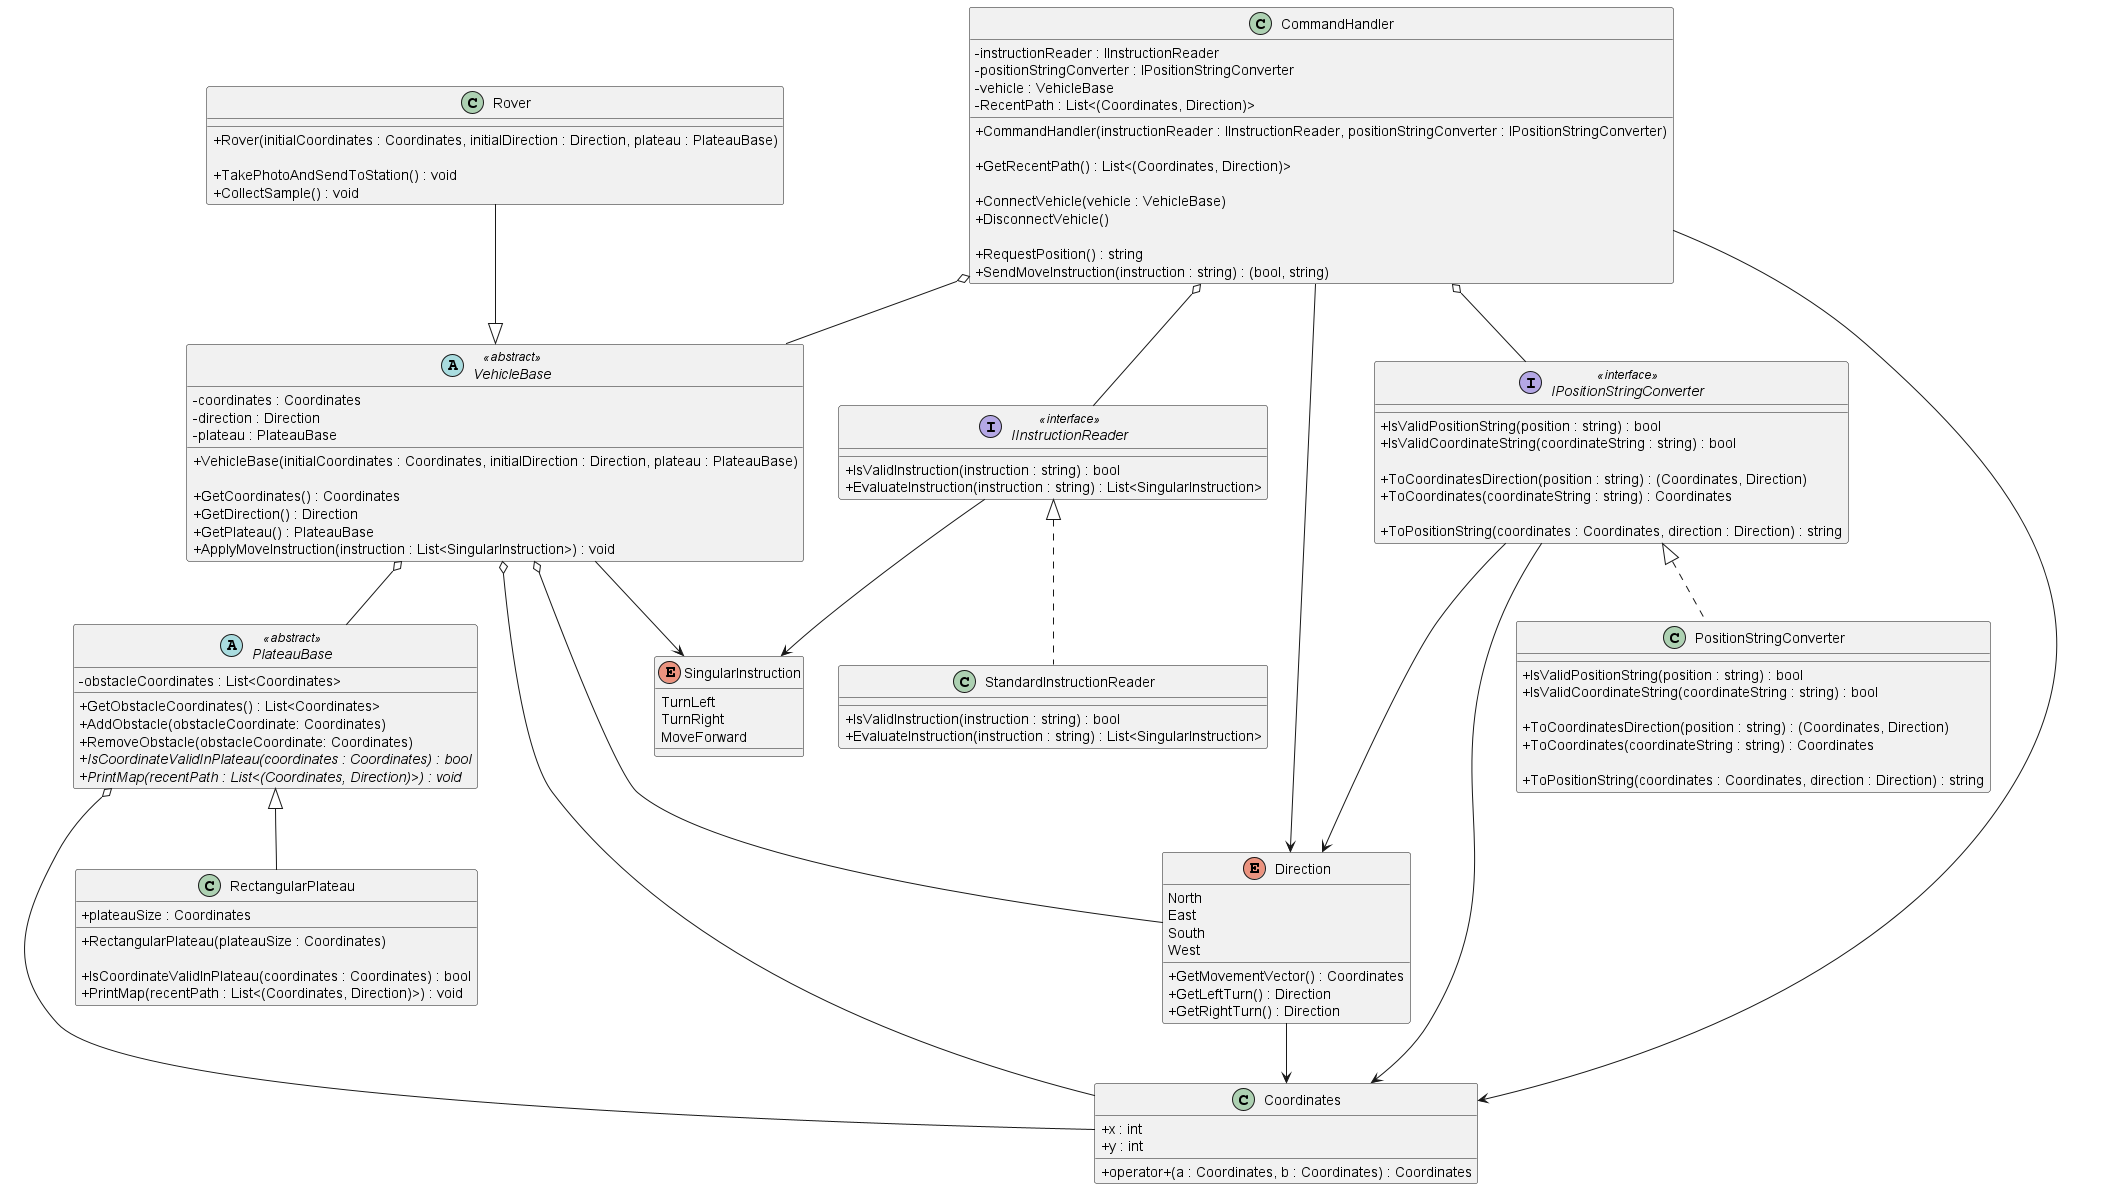 C CommandHandler
-instructionReader : IInstructionReader
-positionStringConverter : IPositionStringConverter
-vehicle : VehicleBase
-RecentPath : List<(Coordinates, Direction)>
+CommandHandler(instructionReader : IInstructionReader, positionStringConverter : IPositionStringConverter)
+GetRecentPath() : List<(Coordinates, Direction)>
+ConnectVehicle(vehicle : VehicleBase)
+DisconnectVehicle()
+RequestPosition() : string
+SendMoveInstruction(instruction : string) : (bool, string)
C Rover
+Rover(initialCoordinates : Coordinates, initialDirection : Direction, plateau : PlateauBase)
+TakePhotoAndSendToStation() : void
+CollectSample() : void
A «abstract»
VehicleBase
-coordinates : Coordinates
-direction : Direction
-plateau : PlateauBase
+VehicleBase(initialCoordinates : Coordinates, initialDirection : Direction, plateau : PlateauBase)
+GetCoordinates() : Coordinates
+GetDirection() : Direction
+GetPlateau() : PlateauBase
+ApplyMoveInstruction(instruction : List<SingularInstruction>) : void
I «interface»
IInstructionReader
+IsValidInstruction(instruction : string) : bool
+EvaluateInstruction(instruction : string) : List<SingularInstruction>
I «interface»
IPositionStringConverter
+IsValidPositionString(position : string) : bool
+IsValidCoordinateString(coordinateString : string) : bool
+ToCoordinatesDirection(position : string) : (Coordinates, Direction)
+ToCoordinates(coordinateString : string) : Coordinates
+ToPositionString(coordinates : Coordinates, direction : Direction) : string
A «abstract»
PlateauBase
-obstacleCoordinates : List<Coordinates>
+GetObstacleCoordinates() : List<Coordinates>
+AddObstacle(obstacleCoordinate: Coordinates)
+RemoveObstacle(obstacleCoordinate: Coordinates)
+IsCoordinateValidInPlateau(coordinates : Coordinates) : bool
+PrintMap(recentPath : List<(Coordinates, Direction)>) : void
E SingularInstruction
TurnLeft
TurnRight
MoveForward
C StandardInstructionReader
+IsValidInstruction(instruction : string) : bool
+EvaluateInstruction(instruction : string) : List<SingularInstruction>
C PositionStringConverter
+IsValidPositionString(position : string) : bool
+IsValidCoordinateString(coordinateString : string) : bool
+ToCoordinatesDirection(position : string) : (Coordinates, Direction)
+ToCoordinates(coordinateString : string) : Coordinates
+ToPositionString(coordinates : Coordinates, direction : Direction) : string
C RectangularPlateau
+plateauSize : Coordinates
+RectangularPlateau(plateauSize : Coordinates)
+IsCoordinateValidInPlateau(coordinates : Coordinates) : bool
+PrintMap(recentPath : List<(Coordinates, Direction)>) : void
E Direction
North
East
South
West
+GetMovementVector() : Coordinates
+GetLeftTurn() : Direction
+GetRightTurn() : Direction
C Coordinates
+x : int
+y : int
+operator+(a : Coordinates, b : Coordinates) : Coordinates